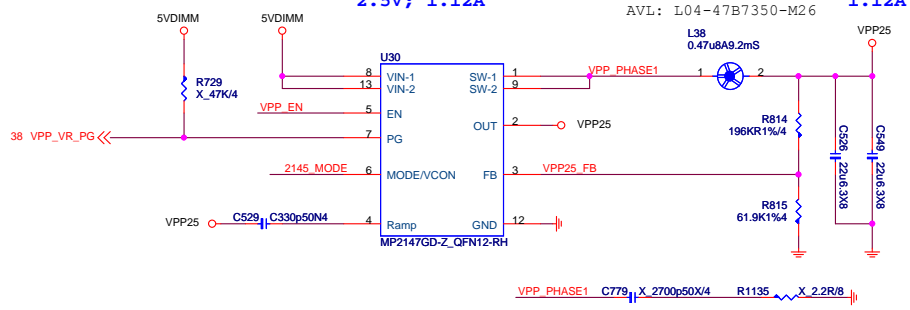 2.5V; 1.12A
AVL: L04-47B7350-M26 1.12A
5VDIMM 5VDIMM L38 VPP25
0.47u8A9.2mS
U30
R729
X_47K/4
8 VIN-1 SW-1 1 VPP_PHASE1 1 2
13 VIN-2 SW-2 9
VPP_EN 5 EN
OUT 2 VPP25
R814
196KR1%/4
38 VPP_VR_PG 7 PG
C526 22u6.3X8
C549 22u6.3X8
2145_MODE 6 MODE/VCON FB 3 VPP25_FB
R815
61.9K1%4
VPP25 C529 C330p50N4 4 Ramp GND 12
MP2147GD-Z_QFN12-RH
VPP_PHASE1 C779 X_2700p50X/4 R1135 X_2.2R/8